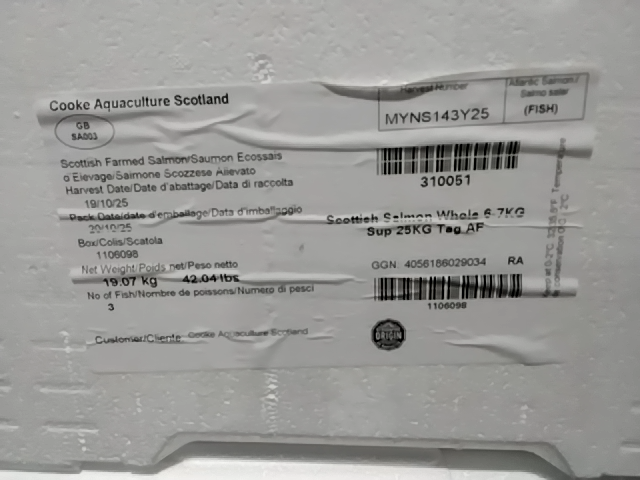 Cooke Aquaculture Scotland
GB
SA003
Scottish Farmed Salmon/Saumon Ecossais
d'Elevage/Salmone Scozzese Allevato
Harvest Date/Date d'abattage/Data di raccolta
19/10/25
Pack Date/date d'emballage/Data d'imballaggio
20/10/25
Box/Colis/Scatola
1106098
Net Weight/Poids net/Peso netto
19.07 kg 42.04 lbs
No of Fish/Nombre de poissons/Numero di pesci
3
Customer/Cliente Cooke Aquaculture Scotland
Harvest Number
MYNS143Y25
Atlantic Salmon /
Salmo salar
(FISH)
310051
Scottish Salmon Whole 6-7KG
Sup 25KG Tag AF
GGN 4056186029034 RA
1106098
ORIGIN